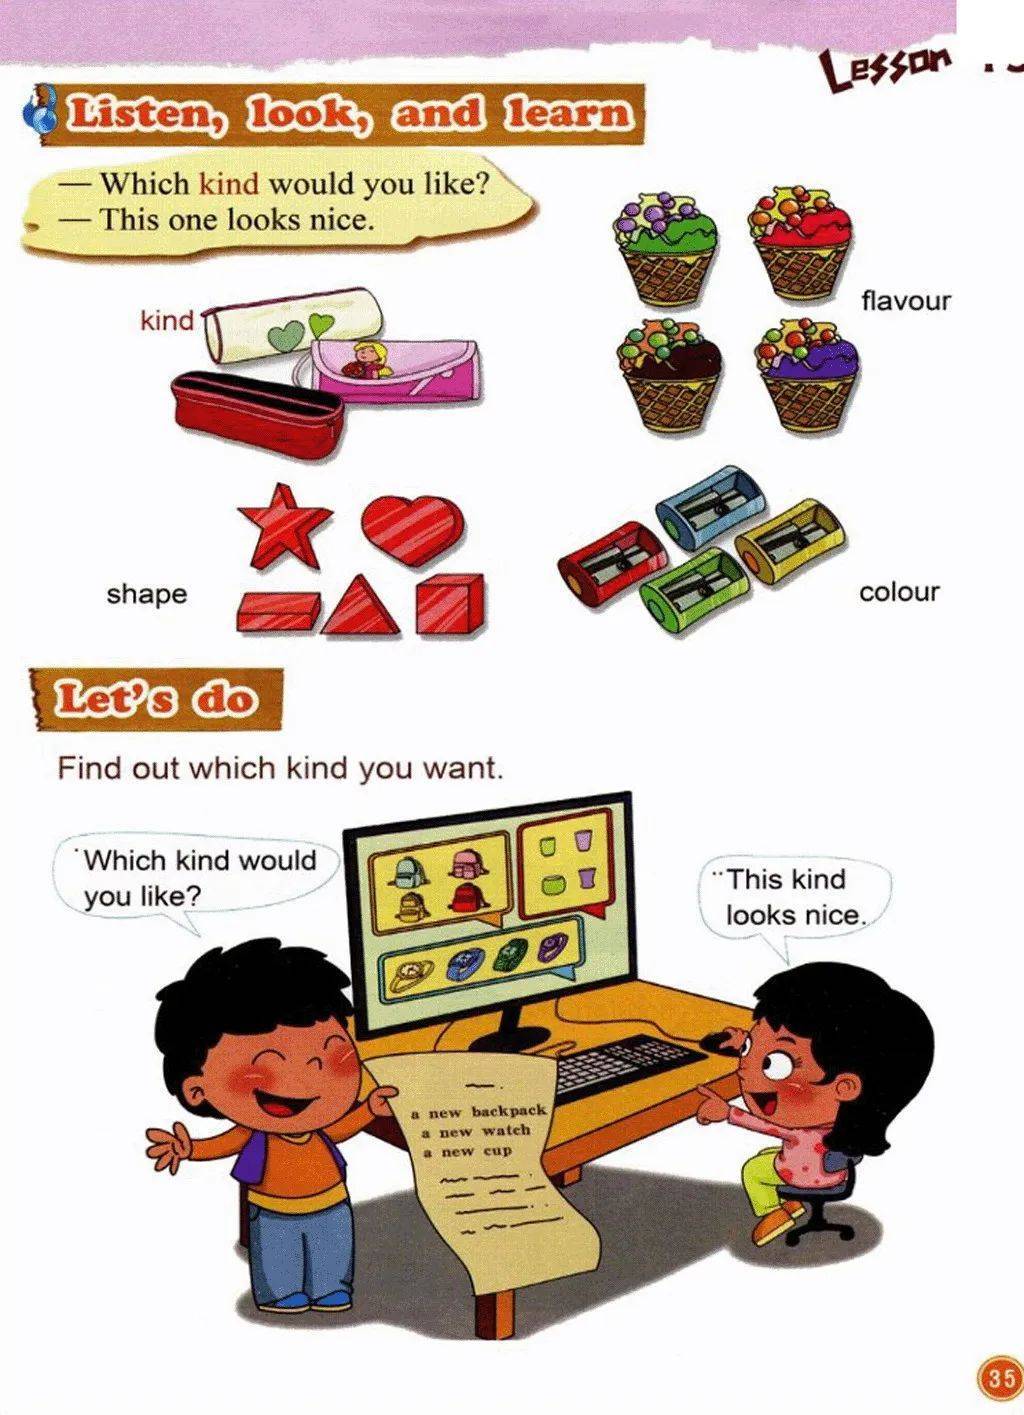 Lesson
Listen, look, and learn
— Which kind would you like?
— This one looks nice.
kind
flavour
shape
colour
Let's do
Find out which kind you want.
Which kind would
you like?
This kind
looks nice.
a new backpack
a new watch
a new cup
35